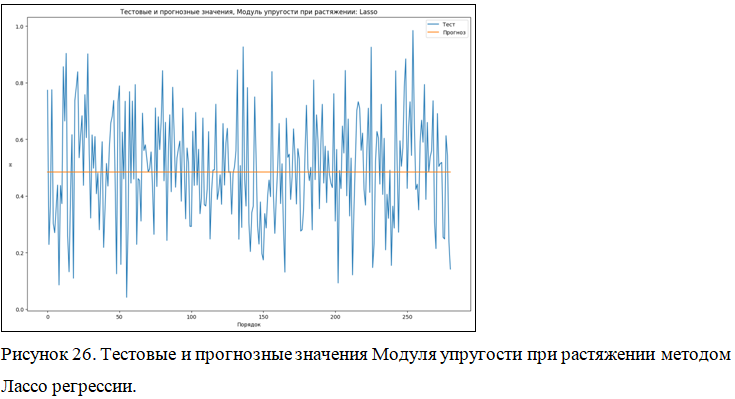 Тестовые и прогнозные значения, Модуль упругости при растяжении: Lasso
Тест
Прогноз
1.0
0.8
0.6
0.4
0.2
0.0
0
50
100
150
200
250
Порядок
Рисунок 26. Тестовые и прогнозные значения Модуля упругости при растяжении методом
Лассо регрессии.